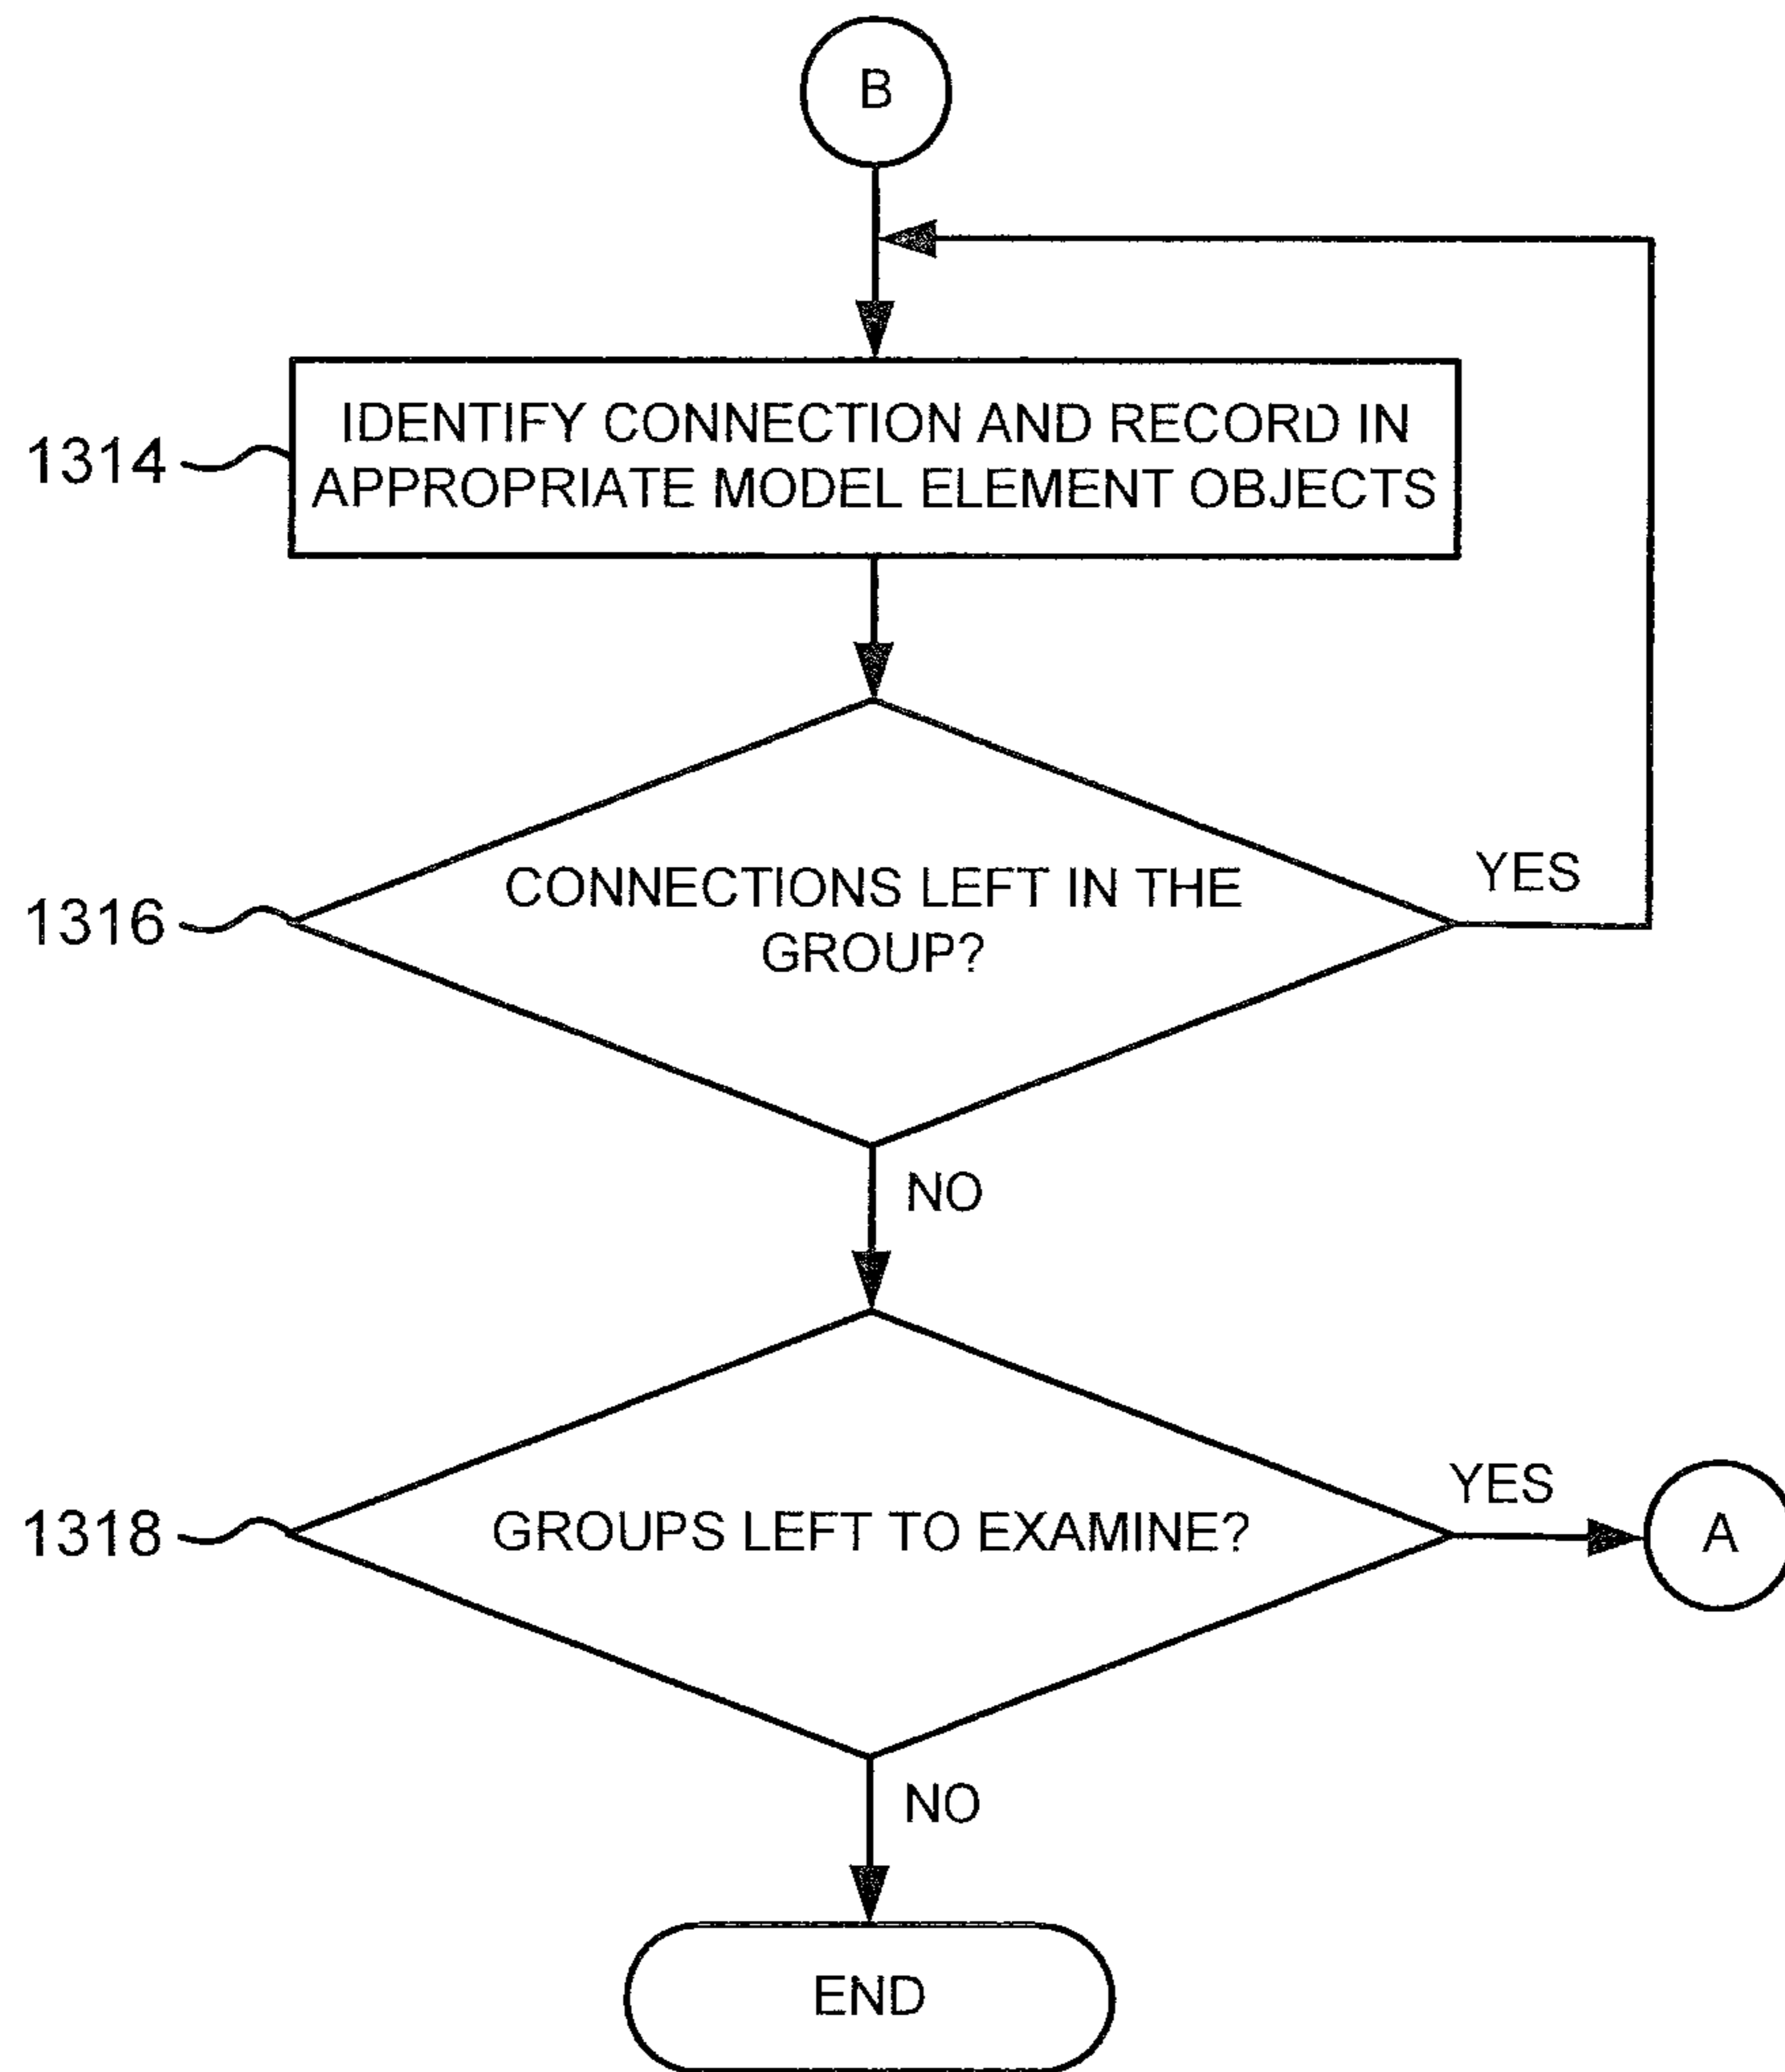 B
IDENTIFY CONNECTION AND RECORD IN
APPROPRIATE MODEL ELEMENT OBJECTS
1314
CONNECTIONS LEFT IN THE
GROUP?
YES
1316
NO
GROUPS LEFT TO EXAMINE?
YES
A
1318
NO
END